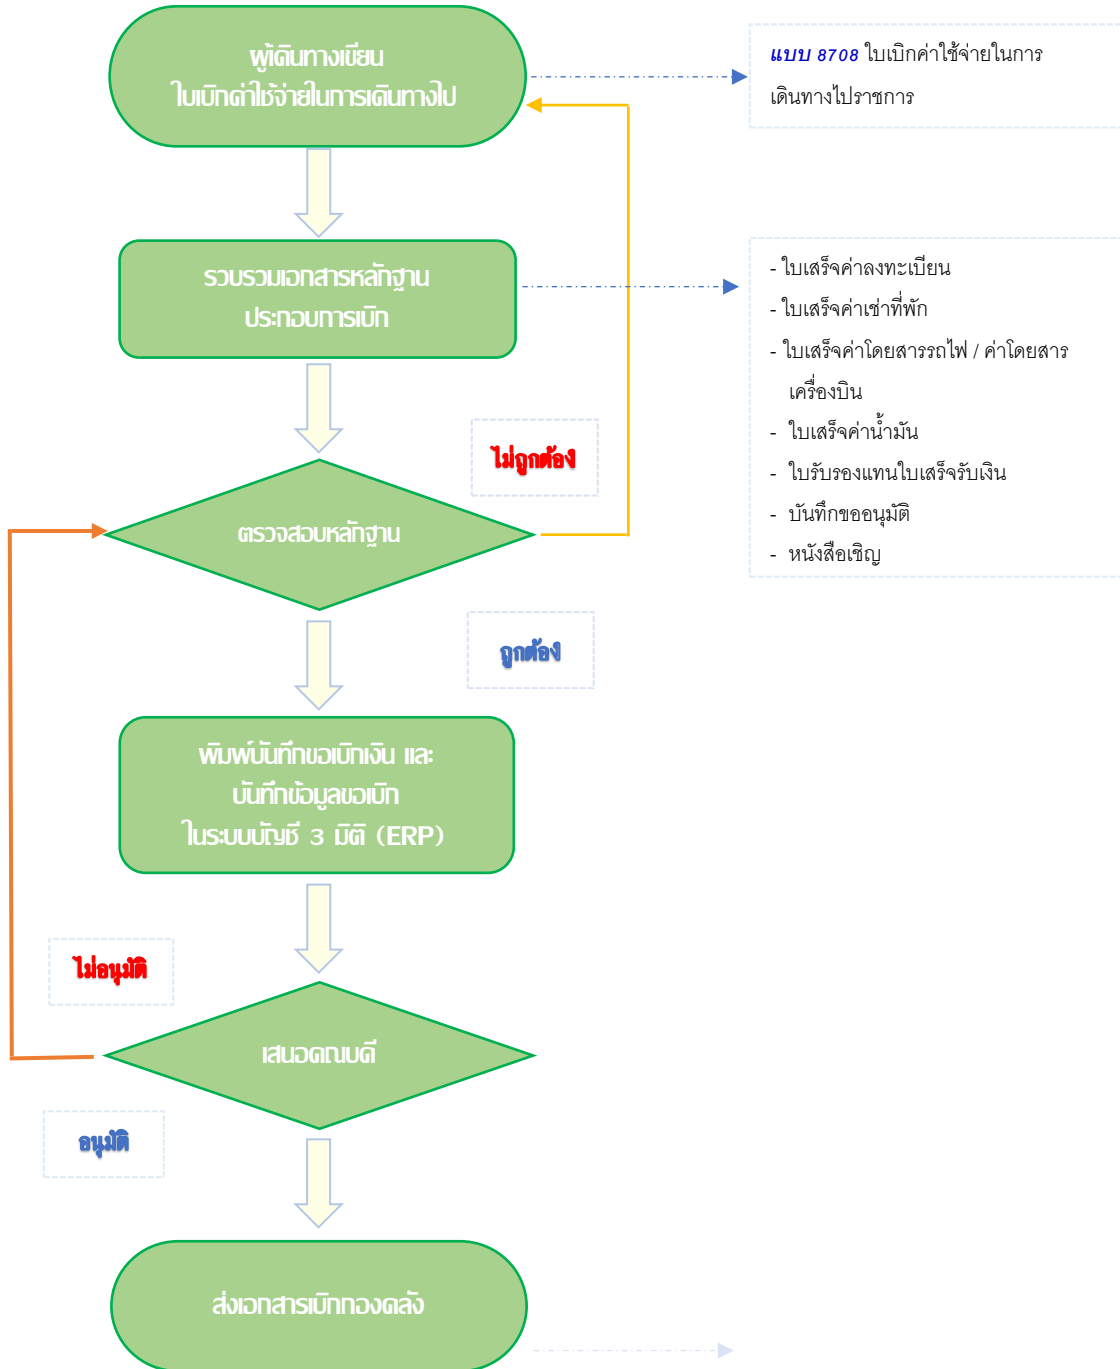 ผู้เดินทางเขียน
ใบเบิกค่าใช้จ่ายในการเดินทางไป
แบบ 8708 ใบเบิกค่าใช้จ่ายในการ
เดินทางไปราชการ
รวบรวมเอกสารหลักฐาน
ประกอบการเบิก
- ใบเสร็จค่าลงทะเบียน
- ใบเสร็จค่าเช่าที่พัก
- ใบเสร็จค่าโดยสารรถไฟ / ค่าโดยสาร
เครื่องบิน
- ใบเสร็จค่าน้ำมัน
- ใบรับรองแทนใบเสร็จรับเงิน
- บันทึกขออนุมัติ
- หนังสือเชิญ
ไม่ถูกต้อง
ตรวจสอบหลักฐาน
ถูกต้อง
พิมพ์บันทึกขอเบิกเงิน และ
บันทึกข้อมูลขอเบิก
ในระบบบัญชี 3 มิติ (ERP)
ไม่อนุมัติ
เสนอคณบดี
อนุมัติ
ส่งเอกสารเบิกกองคลัง